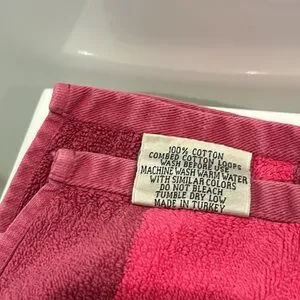 100% COTTON
COMBED COTTON LOOPS
WASH BEFORE USE
MACHINE WASH WARM WATER
WITH SIMILAR COLORS
DO NOT BLEACH
TUMBLE DRY LOW
MADE IN TURKEY